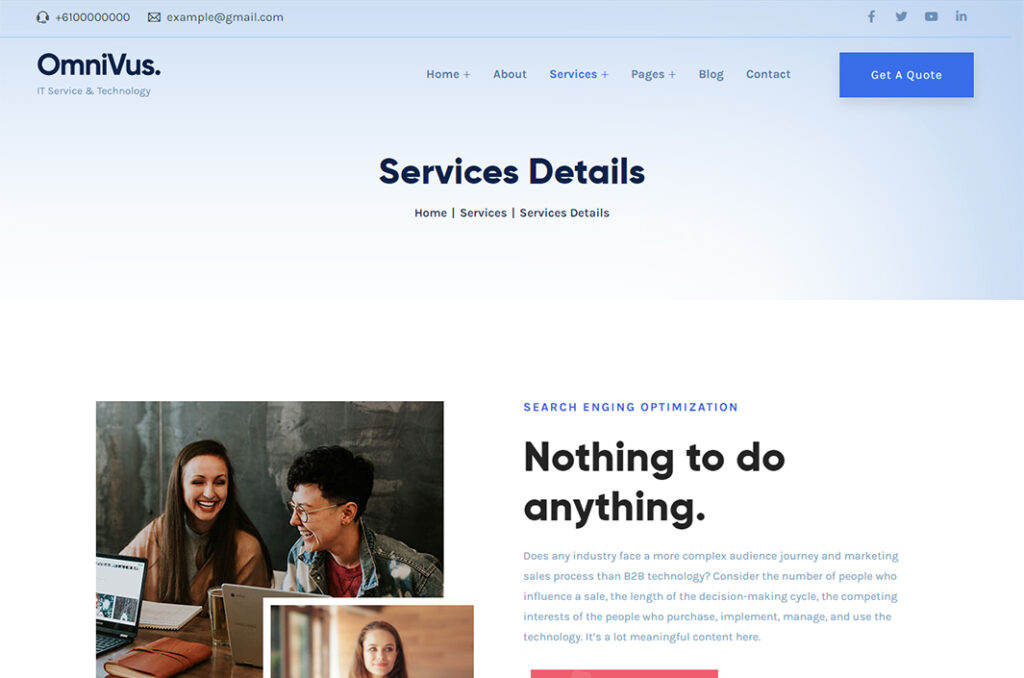 +6100000000 example@gmail.com
OmniVus.
IT Service & Technology
Home + About Services + Pages + Blog Contact
Get A Quote
Services Details
Home | Services | Services Details
SEARCH ENGING OPTIMIZATION
Nothing to do
anything.
Does any industry face a more complex audience journey and marketing
sales process than B2B technology? Consider the number of people who
influence a sale, the length of the decision-making cycle, the competing
interests of the people who purchase, implement, manage, and use the
technology. It's a lot meaningful content here.